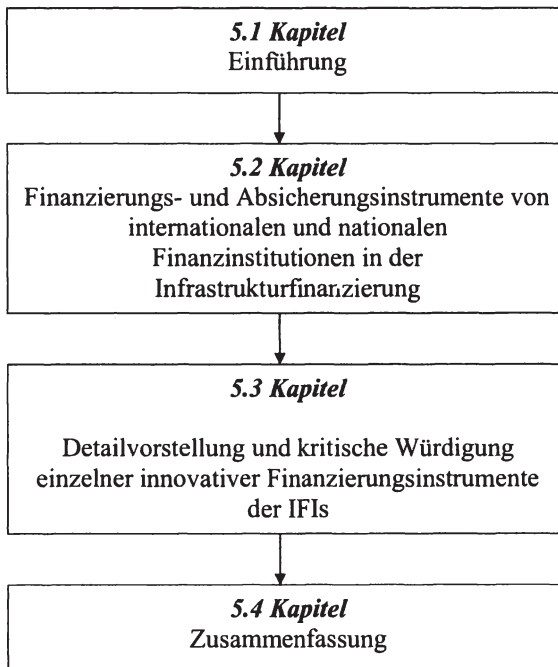 5.1 Kapitel
Einführung
5.2 Kapitel
Finanzierungs- und Absicherungsinstrumente von
internationalen und nationalen
Finanzinstitutionen in der
Infrastrukturfinanzierung
5.3 Kapitel
Detailvorstellung und kritische Würdigung
einzelner innovativer Finanzierungsinstrumente
der IFIs
5.4 Kapitel
Zusammenfassung